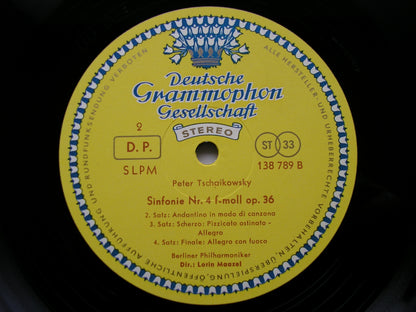 Deutsche
Grammophon
Gesellschaft
STEREO
2
D. P.
SLPM
ST 33
138 789 B
Peter Tschaikowsky
Sinfonie Nr. 4 f-moll op. 36
2. Satz: Andantino in modo di canzona
3. Satz: Scherzo: Pizzicato ostinato -
Allegro
4. Satz: Finale: Allegro con fuoco
Berliner Philharmoniker
Dir.: Lorin Maazel
ALLE HERSTELLER- UND URHEBERRECHTE VORBEHALTEN, ÜBERSPIELUNG, ÖFFENTLICHE AUFFÜHRUNG UND RUNDFUNKSENDUNG VERBOTEN